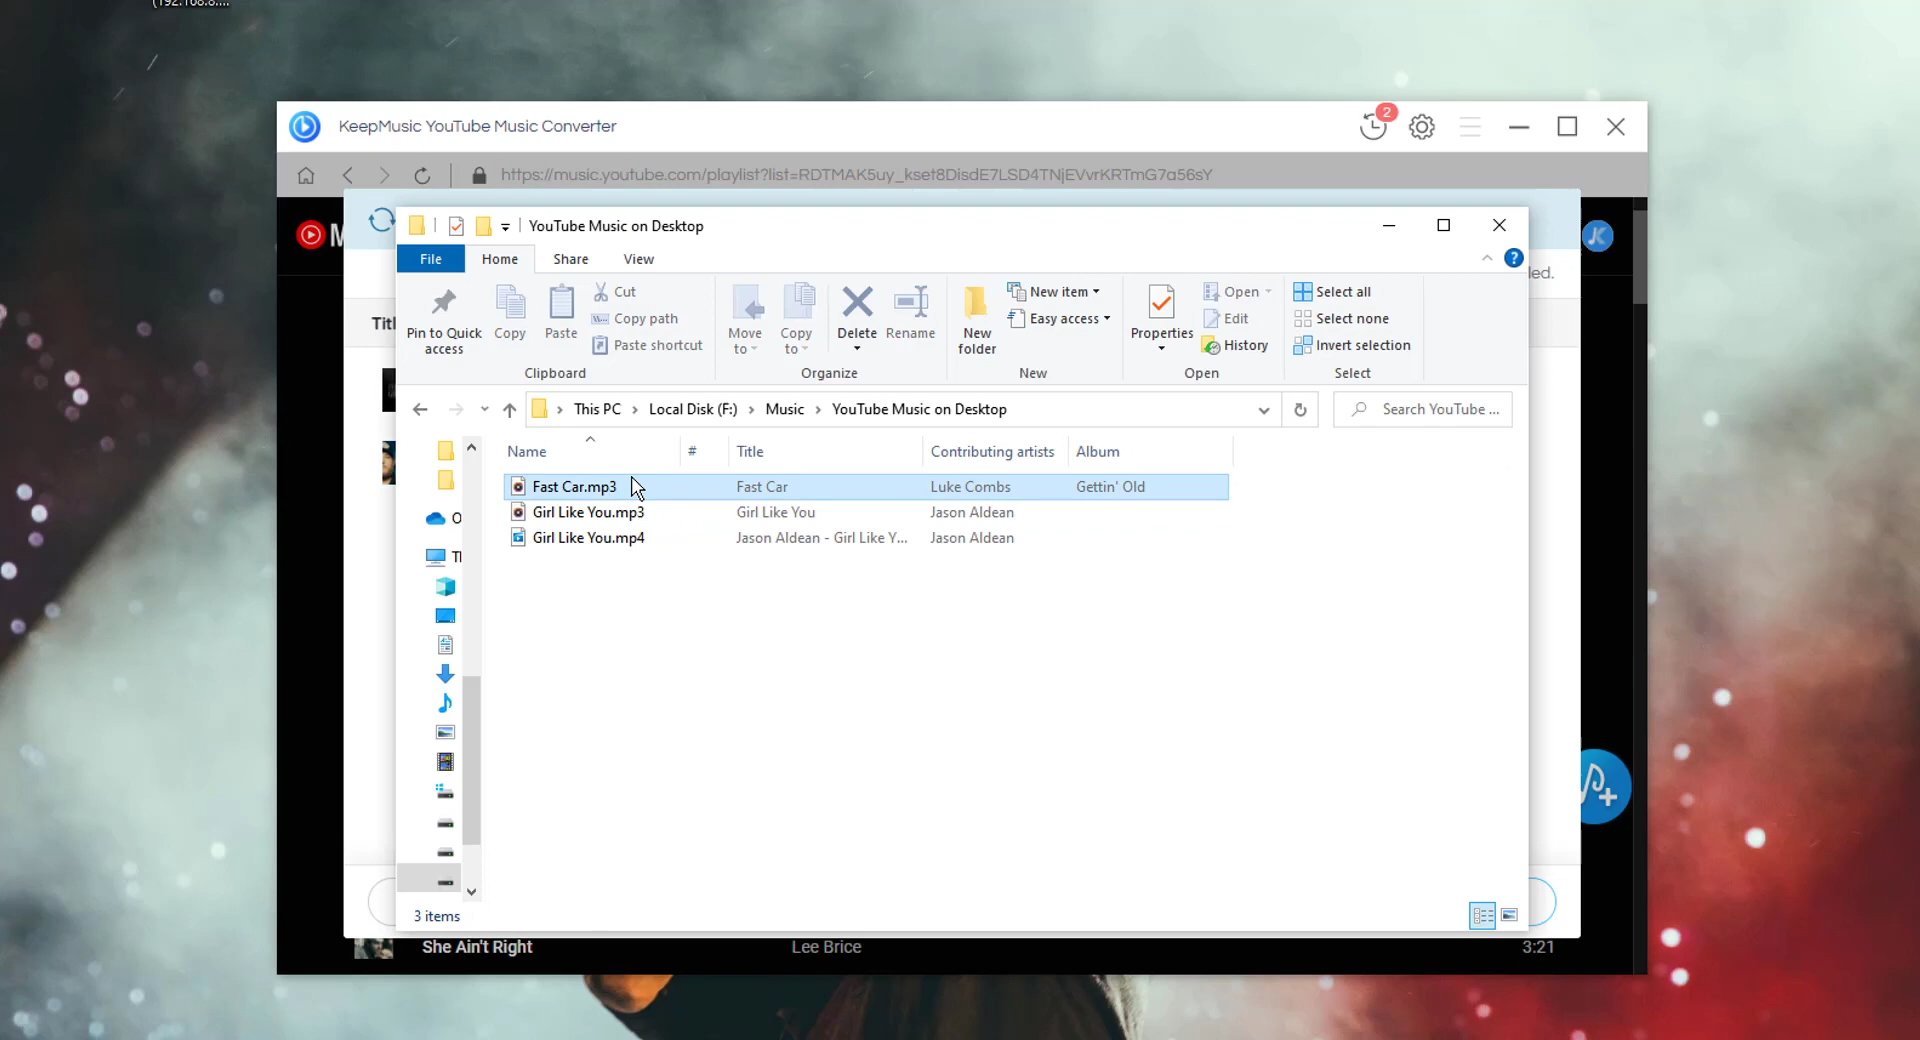 KeepMusic YouTube Music Converter
2
https://music.youtube.com/playlist?list=RDTMAK5uy_kset8DisdE7LSD4TNjEVvrKRTmG7a56sY
YouTube Music on Desktop
File Home Share View
?
Pin to Quick access
Copy
Paste
Cut
Copy path
Paste shortcut
Clipboard
Move to
Copy to
Delete
Rename
Organize
New folder
New item
Easy access
New
Properties
Open
Edit
History
Open
Select all
Select none
Invert selection
Select
This PC > Local Disk (F:) > Music > YouTube Music on Desktop
Search YouTube ...
Name # Title Contributing artists Album
Fast Car.mp3 Fast Car Luke Combs Gettin' Old
Girl Like You.mp3 Girl Like You Jason Aldean
Girl Like You.mp4 Jason Aldean - Girl Like Y... Jason Aldean
3 items
She Ain't Right Lee Brice 3:21